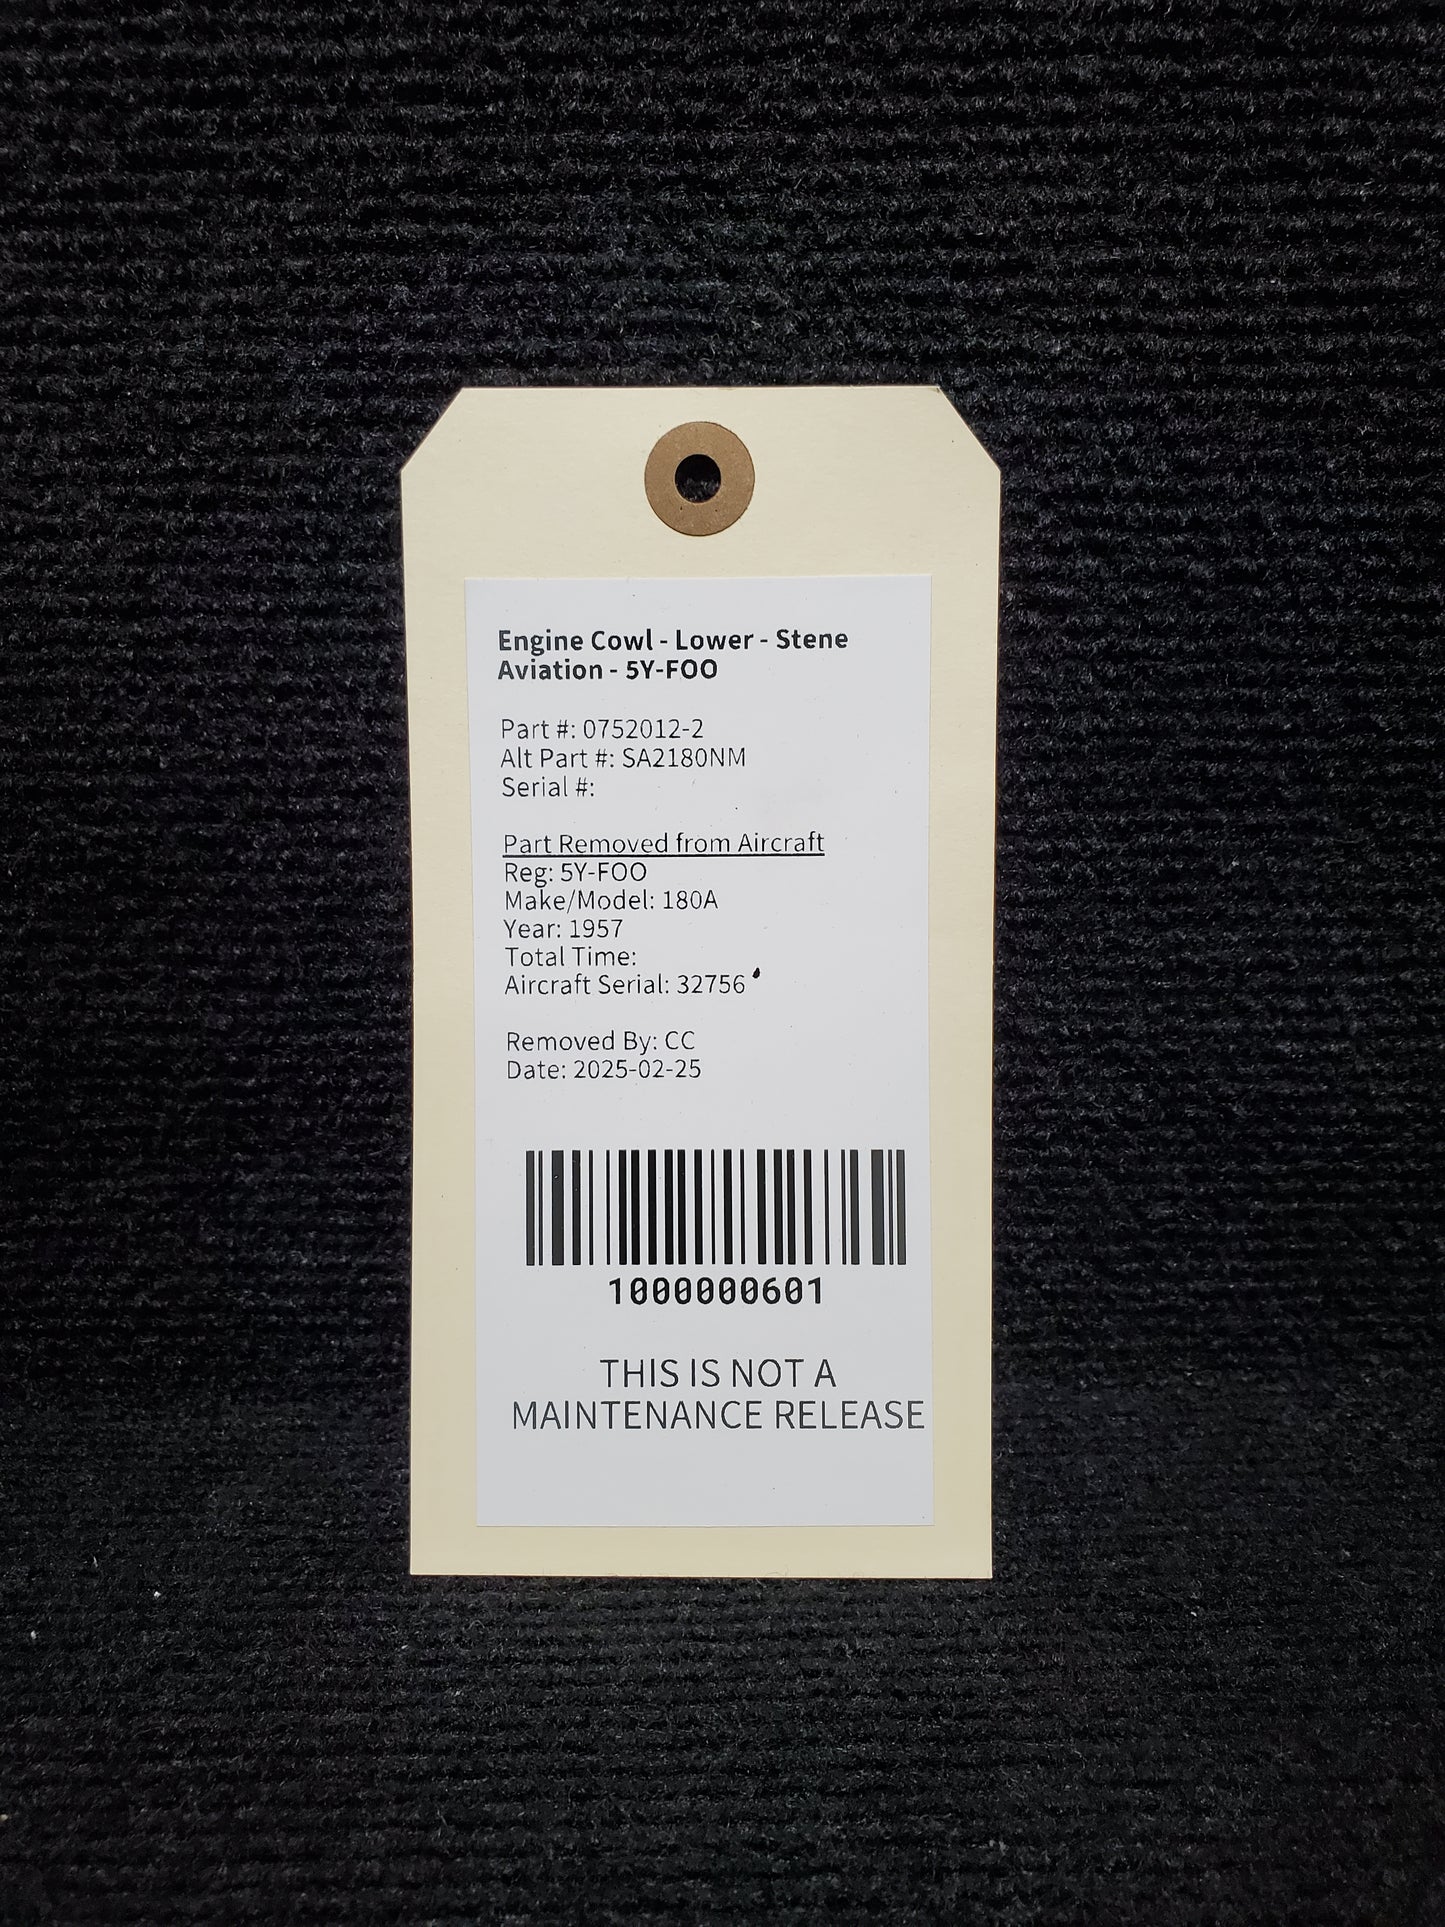 Engine Cowl - Lower - Stene
Aviation - 5Y-FOO
Part #: 0752012-2
Alt Part #: SA2180NM
Serial #:
Part Removed from Aircraft
Reg: 5Y-FOO
Make/Model: 180A
Year: 1957
Total Time:
Aircraft Serial: 32756
Removed By: CC
Date: 2025-02-25
1000000601
THIS IS NOT A
MAINTENANCE RELEASE